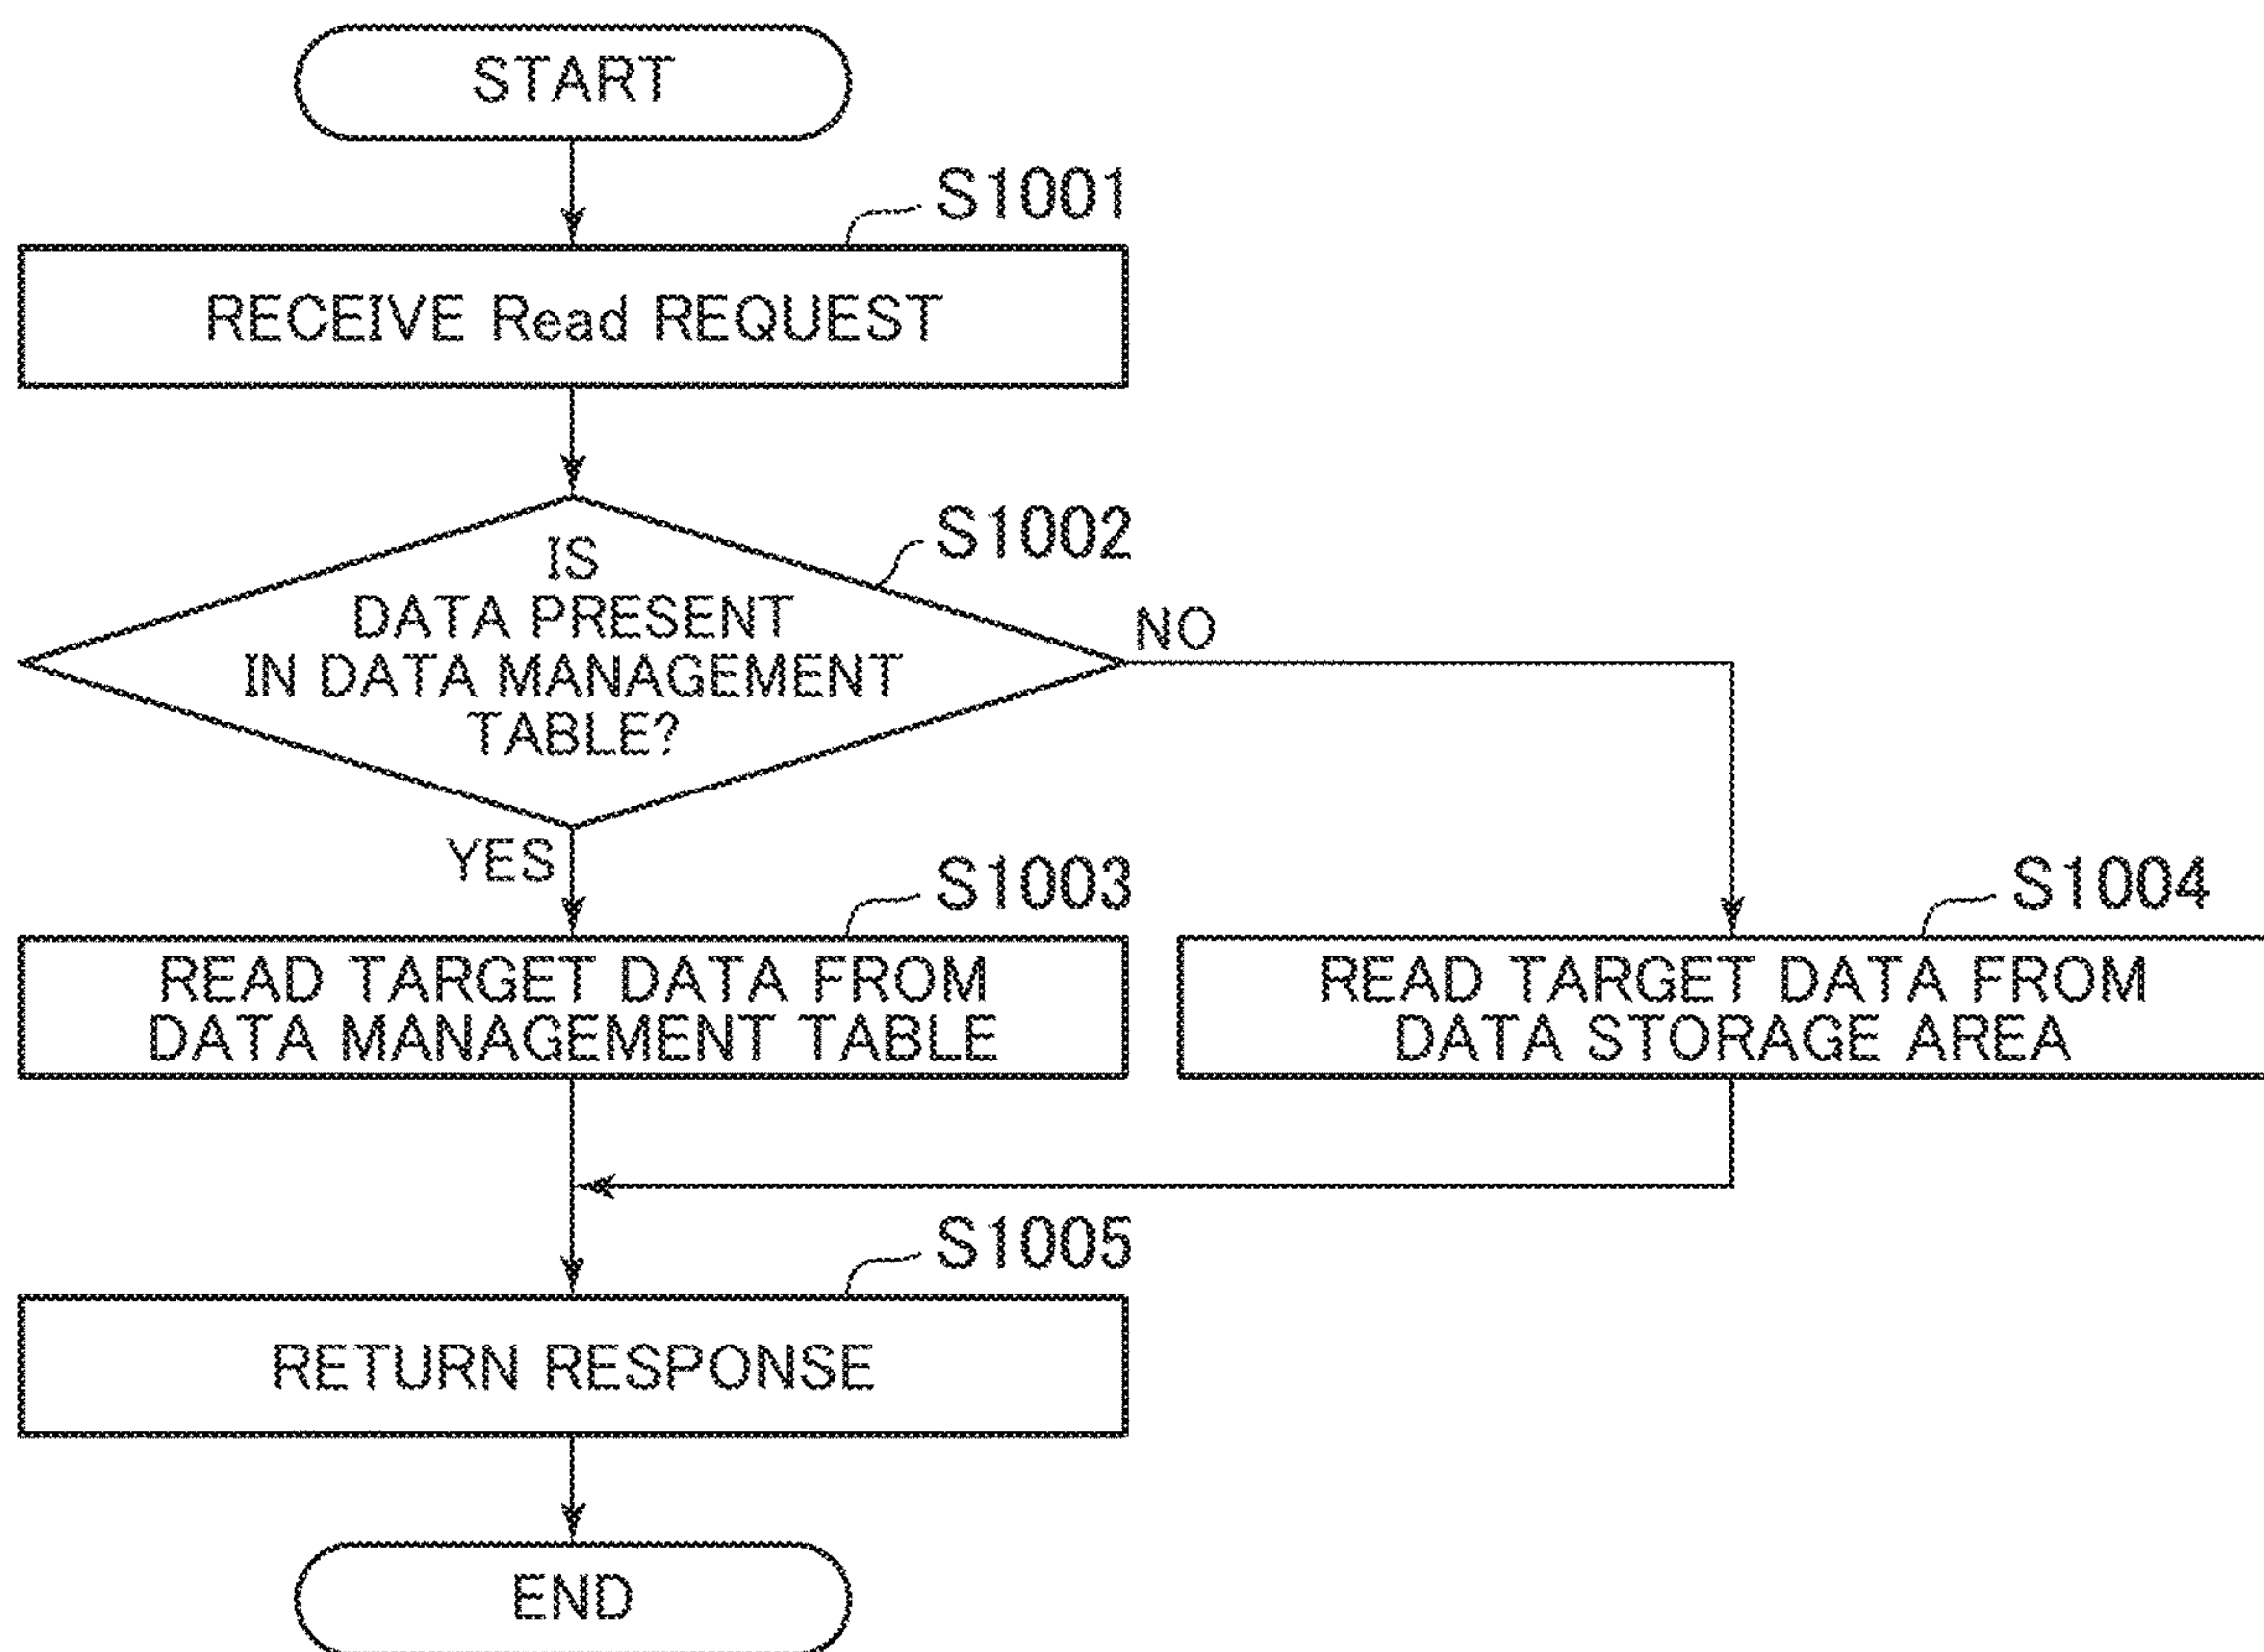 START
S1001
RECEIVE Read REQUEST
S1002
IS
DATA PRESENT
IN DATA MANAGEMENT
TABLE?
NO
YES
S1003
READ TARGET DATA FROM
DATA MANAGEMENT TABLE
S1004
READ TARGET DATA FROM
DATA STORAGE AREA
S1005
RETURN RESPONSE
END